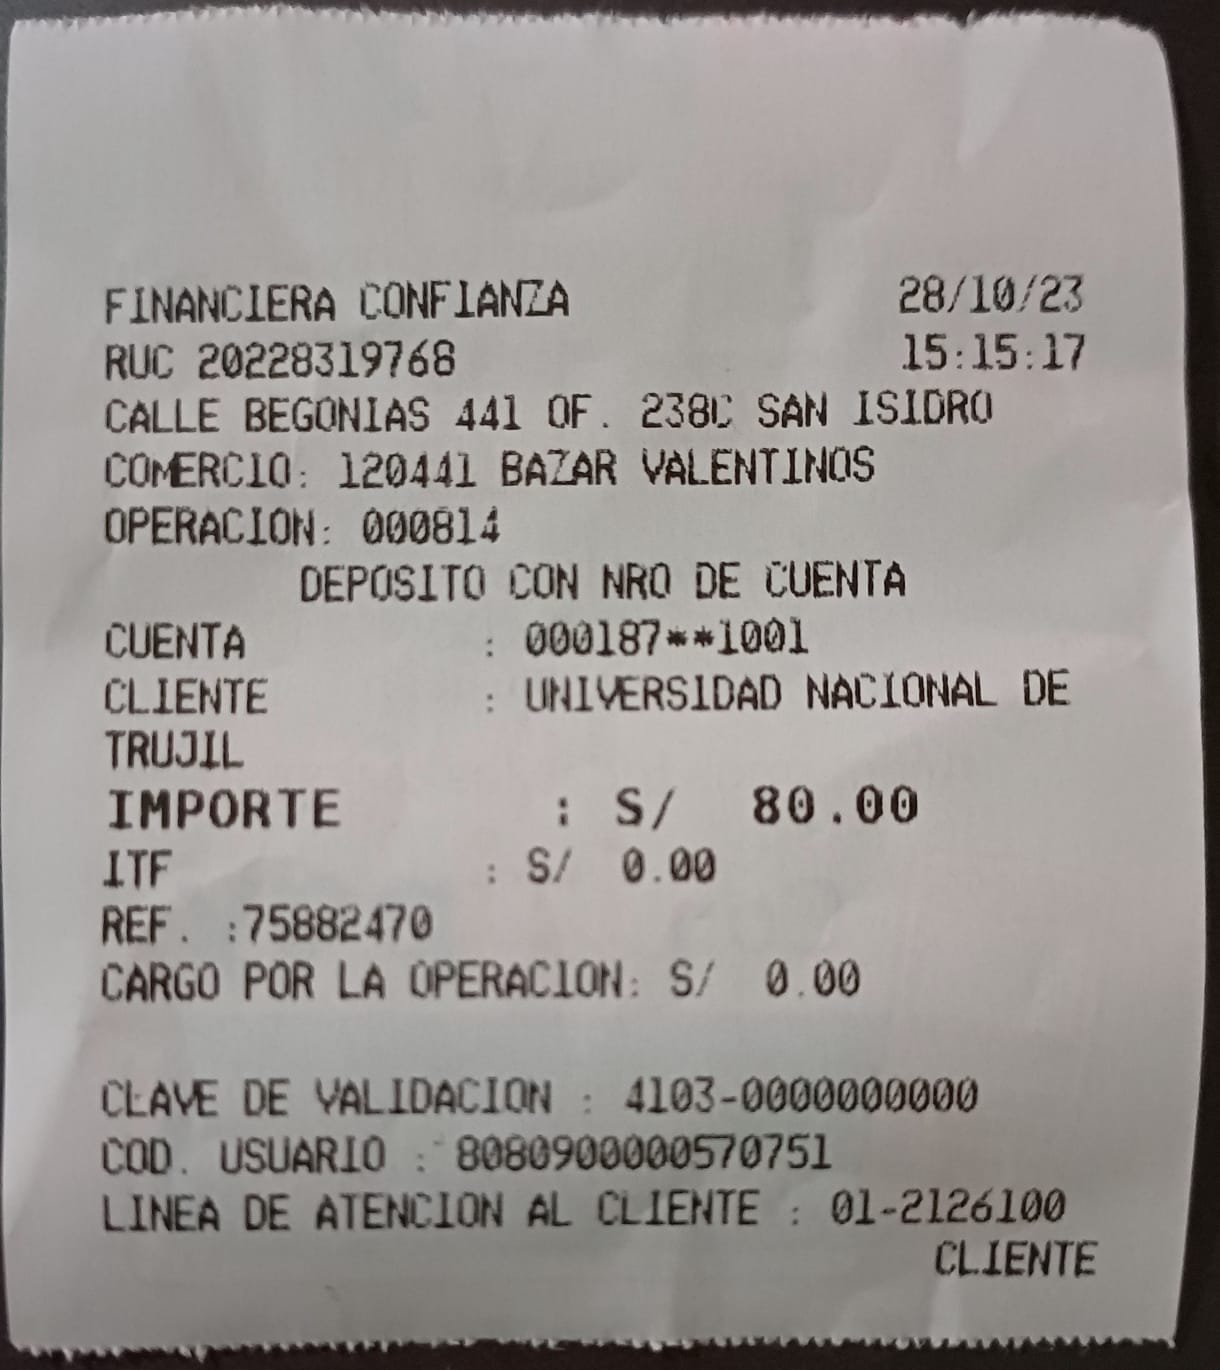 FINANCIERA CONFIANZA 28/10/23
RUC 20228319768 15:15:17
CALLE BEGONIAS 441 OF. 238C SAN ISIDRO
COMERCIO: 120441 BAZAR VALENTINOS
OPERACION: 000814
DEPOSITO CON NRO DE CUENTA
CUENTA : 000187**1001
CLIENTE : UNIVERSIDAD NACIONAL DE
TRUJIL
IMPORTE : S/ 80.00
ITF : S/ 0.00
REF. :75882470
CARGO POR LA OPERACION: S/ 0.00
CLAVE DE VALIDACION : 4103-0000000000
COD. USUARIO : 8080900000570751
LINEA DE ATENCION AL CLIENTE : 01-2126100
CLIENTE